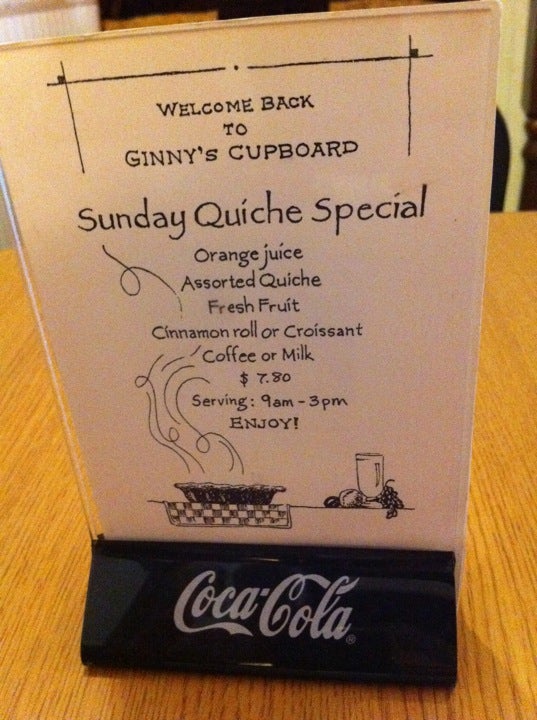 WELCOME BACK
TO
GINNY'S CUPBOARD
Sunday Quiche Special
Orange juice
Assorted Quiche
Fresh Fruit
Cinnamon roll or Croissant
Coffee or Milk
$ 7.80
Serving: 9am - 3pm
ENJOY!
Coca-Cola®